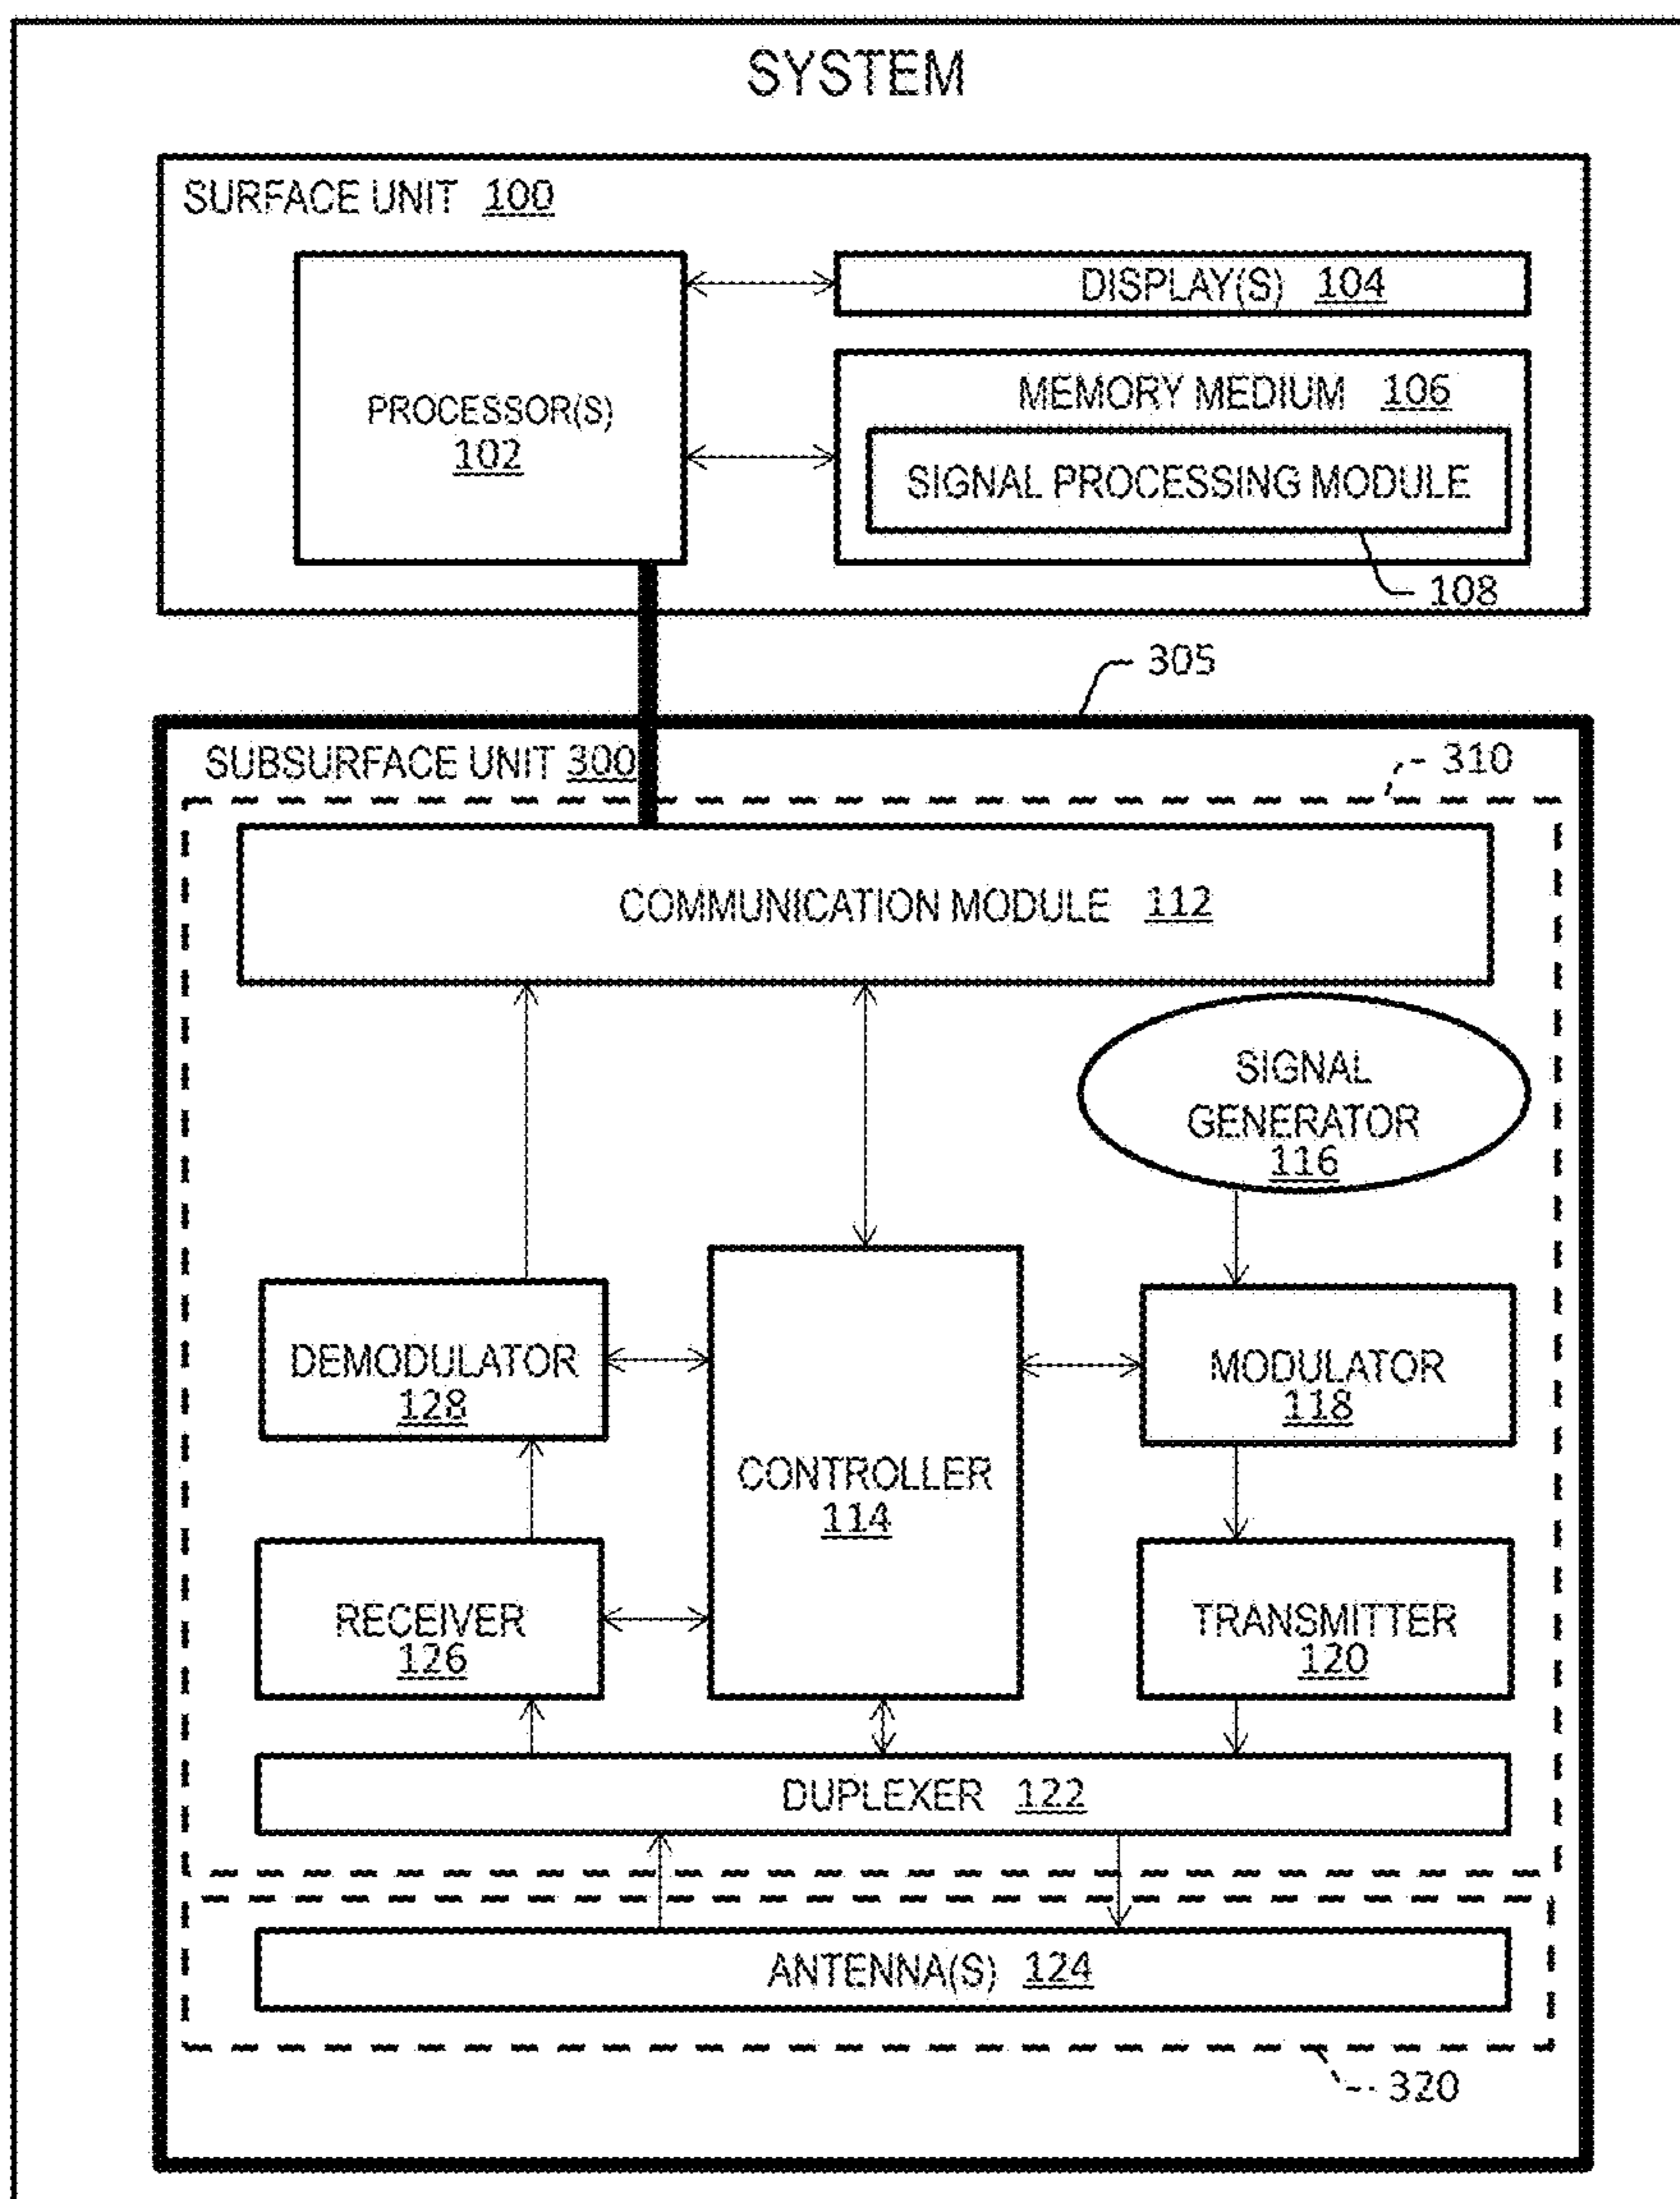 SYSTEM
SURFACE UNIT 100
DISPLAY(S) 104
PROCESSOR(S)
102
MEMORY MEDIUM 106
SIGNAL PROCESSING MODULE
108
305
SUBSURFACE UNIT 300
310
COMMUNICATION MODULE 112
SIGNAL
GENERATOR
116
DEMODULATOR
128
CONTROLLER
114
MODULATOR
118
RECEIVER
126
TRANSMITTER
120
DUPLEXER 122
ANTENNA(S) 124
320